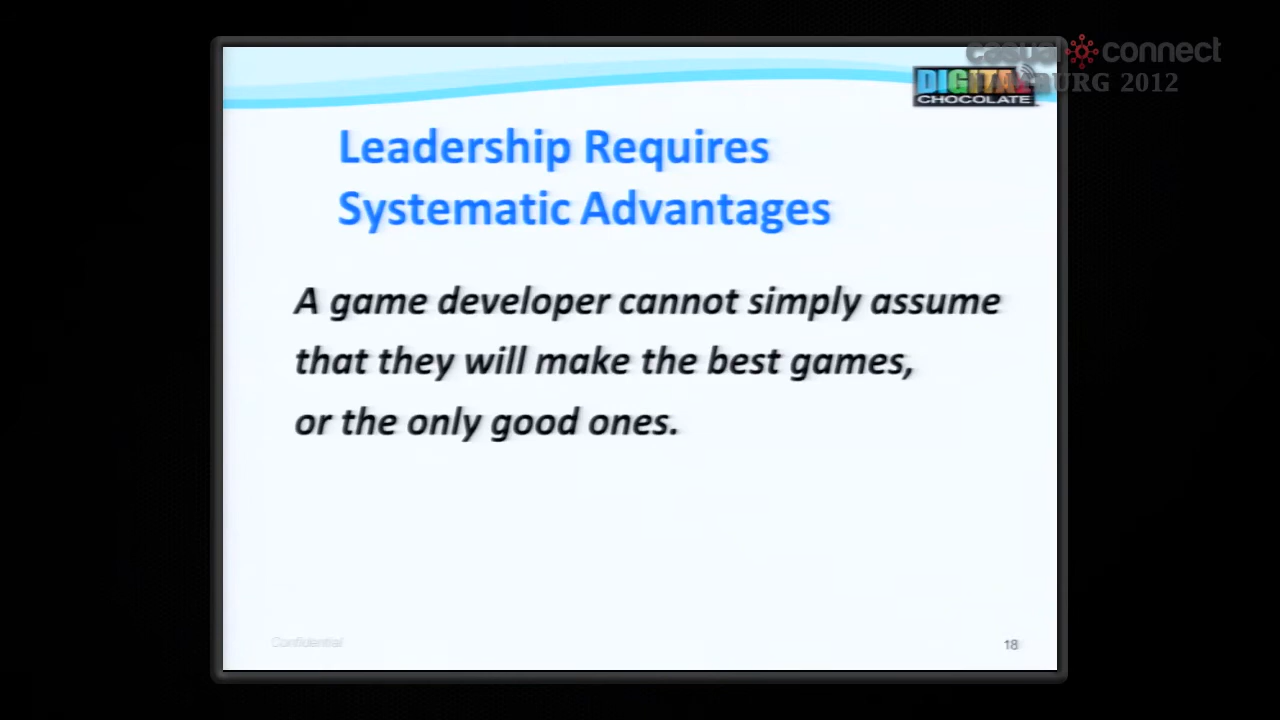 casual connect
HAMBURG 2012
DIGITAL
CHOCOLATE
Leadership Requires
Systematic Advantages
A game developer cannot simply assume
that they will make the best games,
or the only good ones.
Confidential
18